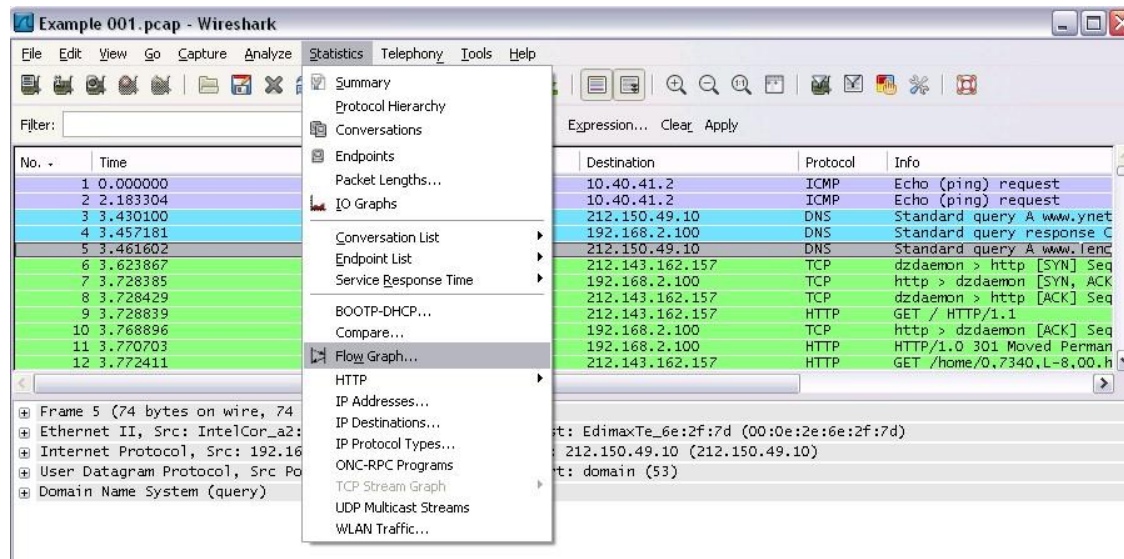 Example 001.pcap - Wireshark
File Edit View Go Capture Analyze Statistics Telephony Tools Help
Filter:
Expression... Clear Apply
Summary
Protocol Hierarchy
Conversations
Endpoints
Packet Lengths...
IO Graphs
Conversation List
Endpoint List
Service Response Time
BOOTP-DHCP...
Compare...
Flow Graph...
HTTP
IP Addresses...
IP Destinations...
IP Protocol Types...
ONC-RPC Programs
TCP Stream Graph
UDP Multicast Streams
WLAN Traffic...
No. Time Destination Protocol Info
1 0.000000 10.40.41.2 ICMP Echo (ping) request
2 2.183304 10.40.41.2 ICMP Echo (ping) request
3 3.430100 212.150.49.10 DNS Standard query A www.ynet
4 3.457181 192.168.2.100 DNS Standard query response C
5 3.461602 212.150.49.10 DNS Standard query A
6 3.623867 212.143.162.157 TCP dzdaemon > http [SYN] Seq
7 3.728385 192.168.2.100 TCP http > dzdaemon [SYN, ACK
8 3.728429 212.143.162.157 TCP dzdaemon > http [ACK] Seq
9 3.728839 212.143.162.157 HTTP GET / HTTP/1.1
10 3.768896 192.168.2.100 TCP http > dzdaemon [ACK] Seq
11 3.770703 192.168.2.100 HTTP HTTP/1.0 301 Moved Perman
12 3.772411 212.143.162.157 HTTP GET /home/0,7340,L-8,00.h
Frame 5 (74 bytes on wire, 74
Ethernet II, Src: IntelCor_a2: st: EdimaxTe_6e:2f:7d (00:0e:2e:6e:2f:7d)
Internet Protocol, Src: 192.16 : 212.150.49.10 (212.150.49.10)
User Datagram Protocol, Src Po t: domain (53)
Domain Name System (query)